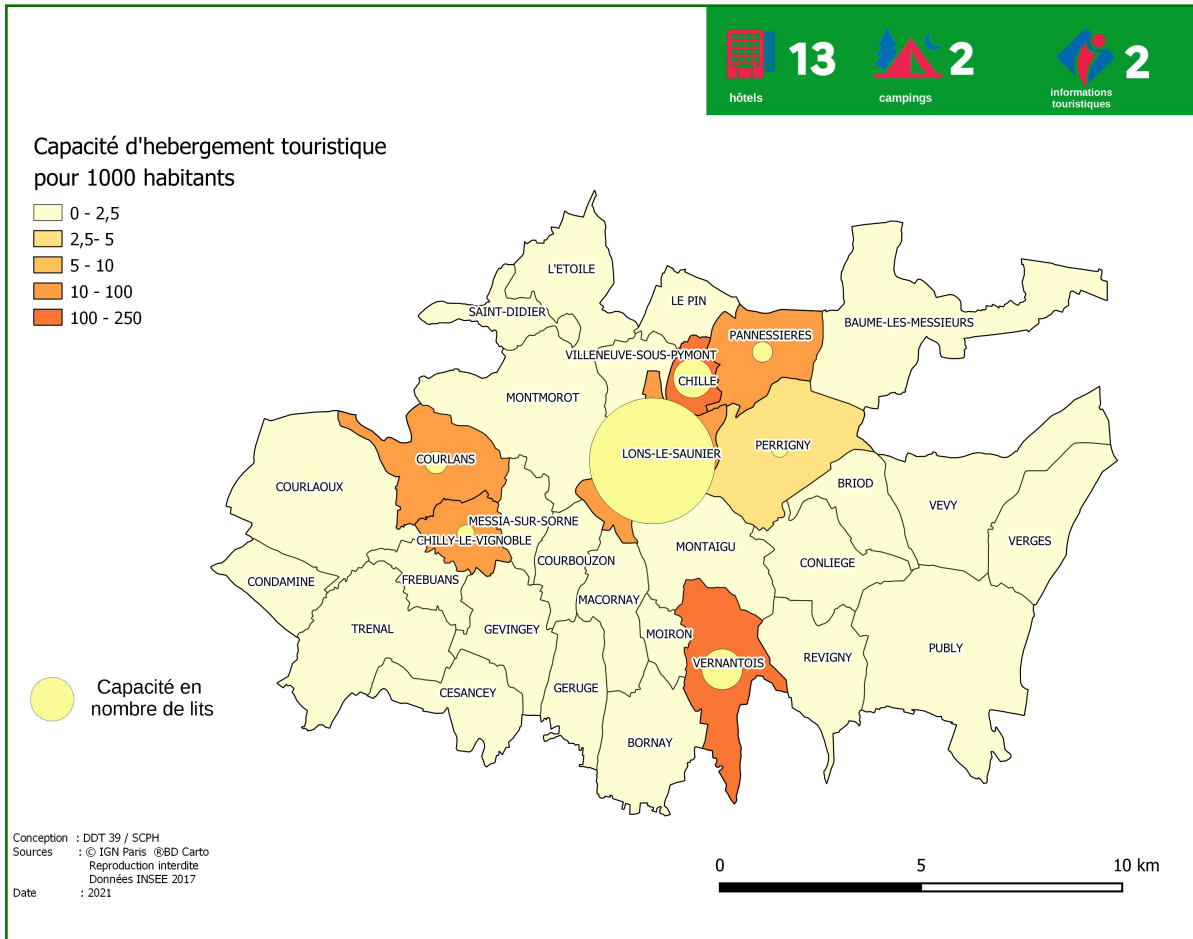 13
2
2
hôtels
campings
informations
touristiques
Capacité d'hebergement touristique
pour 1000 habitants
0 - 2,5
2,5- 5
5 - 10
10 - 100
100 - 250
L'ETOILE
LE PIN
SAINT-DIDIER
BAUME-LES-MESSIEURS
PANNESSIERES
VILLENEUVE-SOUS-PYMONT
CHILLE
MONTMOROT
PERRIGNY
LONS-LE-SAUNIER
COURLANS
BRIOD
COURLAOUX
VEVY
MESSIA-SUR-SORNE
CHILLY-LE-VIGNOBLE
VERGES
MONTAIGU
COURBOUZON
CONLIEGE
CONDAMINE
FREBUANS
MACORNAY
TRENAL
GEVINGEY
MOIRON
PUBLY
REVIGNY
VERNANTOIS
CESANCEY
GERUGE
BORNAY
Capacité en
nombre de lits
Conception : DDT 39 / SCPH
Sources : © IGN Paris ®BD Carto
Reproduction interdite
Données INSEE 2017
Date : 2021
0 5 10 km